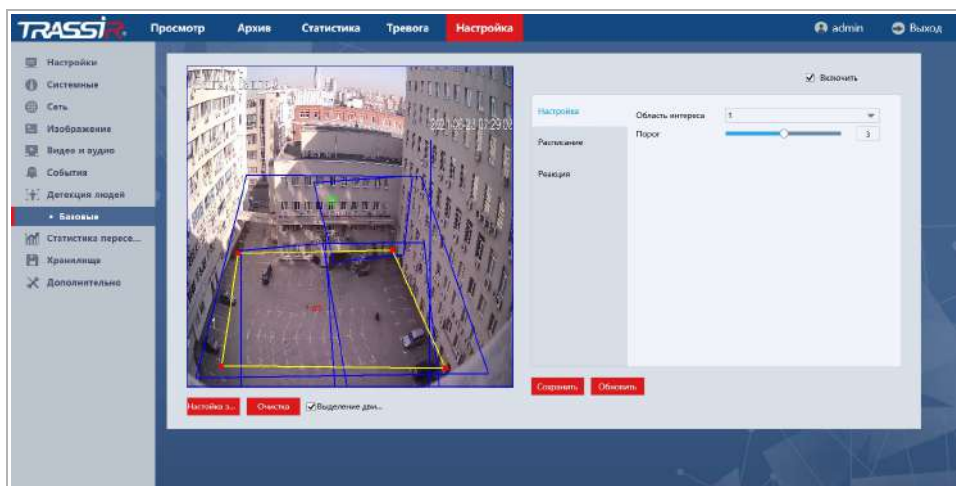 TRASSIR
Просмотр Архив Статистика Тревога Настройка admin Выход
Настройки
Системные
Сеть
Изображение
Видео и аудио
События
Детекция людей
Базовые
Статистика пересе...
Хранилище
Дополнительно
Включить
Настройка
Расписание
Реакция
Область интереса 1
Порог 3
Сохранить Обновить
Настойка з... Очистка Выделение дви...